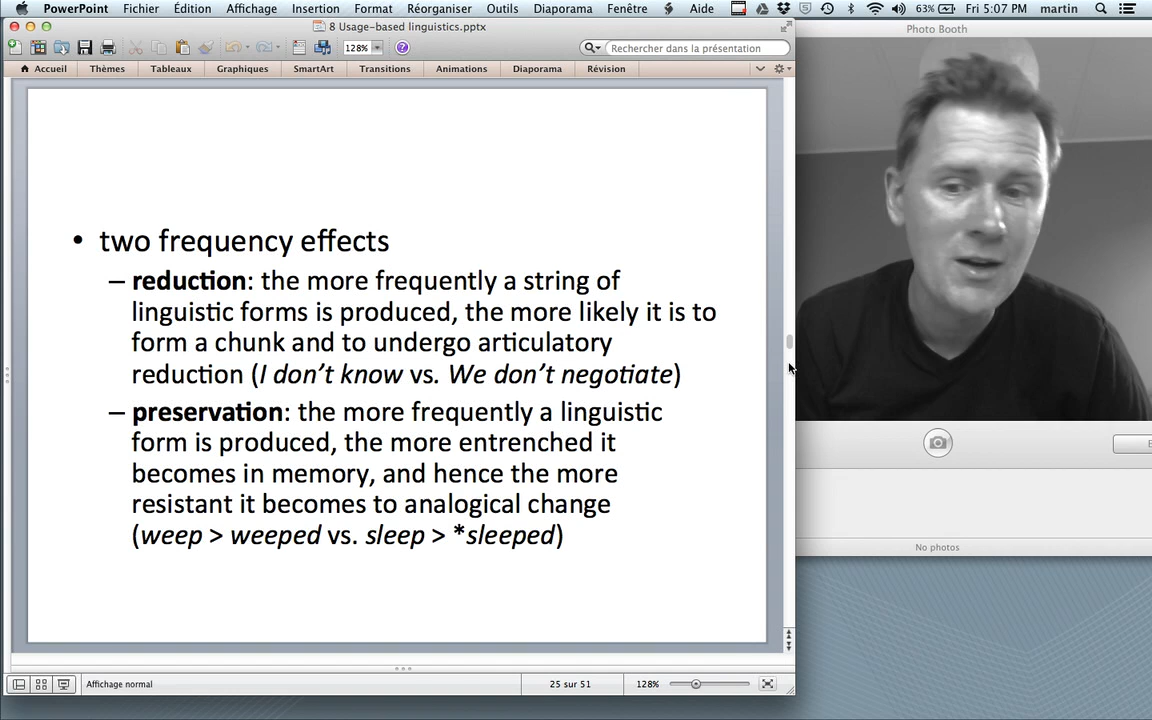 PowerPoint Fichier Édition Affichage Insertion Format Réorganiser Outils Diaporama Fenêtre Aide 63% Fri 5:07 PM martin
8 Usage-based linguistics.pptx
128% Rechercher dans la présentation
Accueil Thèmes Tableaux Graphiques SmartArt Transitions Animations Diaporama Révision
Photo Booth
• two frequency effects
– reduction: the more frequently a string of
linguistic forms is produced, the more likely it is to
form a chunk and to undergo articulatory
reduction (I don't know vs. We don't negotiate)
– preservation: the more frequently a linguistic
form is produced, the more entrenched it
becomes in memory, and hence the more
resistant it becomes to analogical change
(weep > weeped vs. sleep > *sleeped)
No photos
Affichage normal 25 sur 51 128%